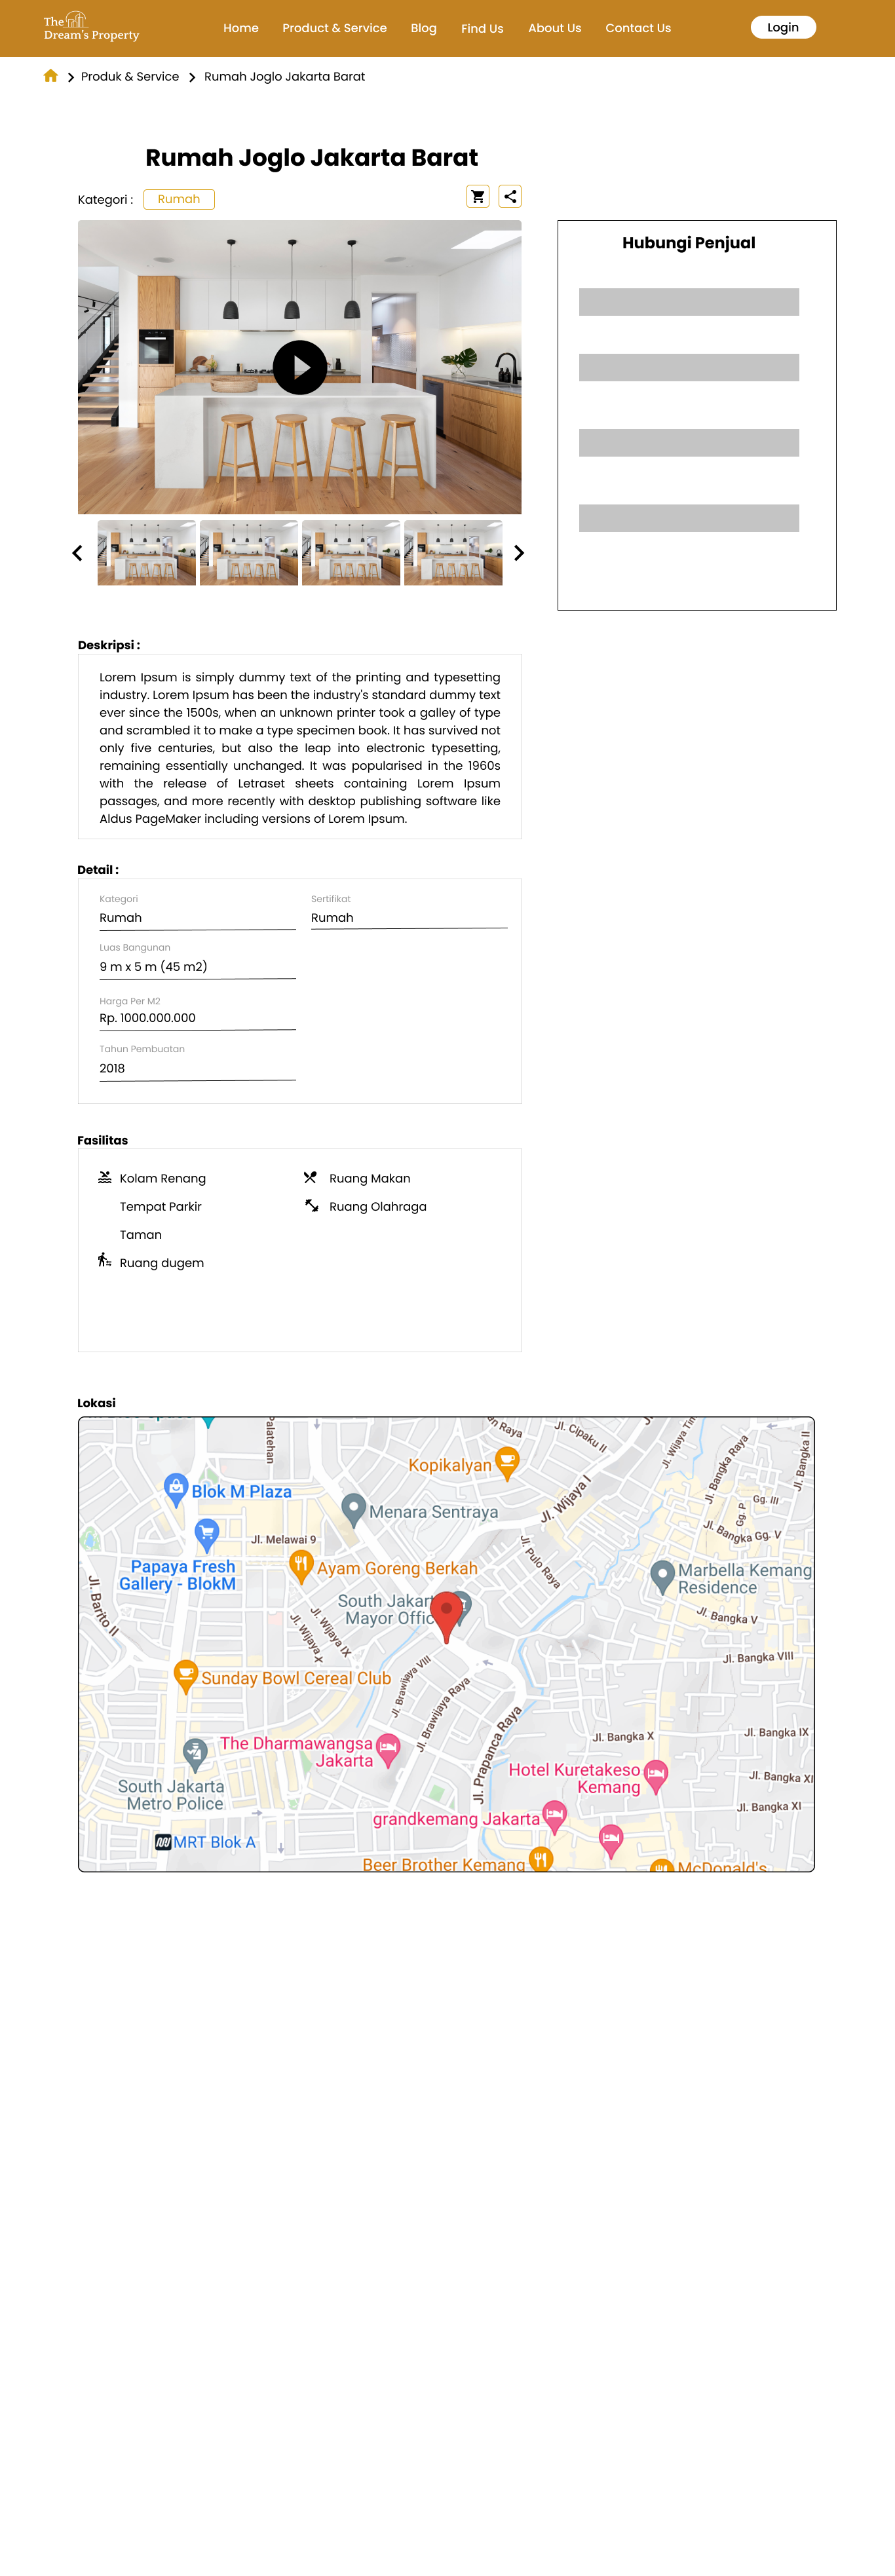 The
Dream's Property
Home Product & Service Blog Find Us About Us Contact Us Login
Produk & Service Rumah Joglo Jakarta Barat
Rumah Joglo Jakarta Barat
Kategori : Rumah
Hubungi Penjual
Deskripsi :
Lorem Ipsum is simply dummy text of the printing and typesetting
industry. Lorem Ipsum has been the industry's standard dummy text
ever since the 1500s, when an unknown printer took a galley of type
and scrambled it to make a type specimen book. It has survived not
only five centuries, but also the leap into electronic typesetting,
remaining essentially unchanged. It was popularised in the 1960s
with the release of Letraset sheets containing Lorem Ipsum
passages, and more recently with desktop publishing software like
Aldus PageMaker including versions of Lorem Ipsum.
Detail :
Kategori
Rumah
Sertifikat
Rumah
Luas Bangunan
9 m x 5 m (45 m2)
Harga Per M2
Rp. 1000.000.000
Tahun Pembuatan
2018
Fasilitas
Kolam Renang
Tempat Parkir
Taman
Ruang dugem
Ruang Makan
Ruang Olahraga
Lokasi
Jl. Cipaku II
Jl. Wijaya I
Jl. Bangka Raya
Jl. Bangka II
Kopikalyan
Blok M Plaza
Menara Sentraya
Gg. III
Gg. P
Jl. Bangka Gg. V
Jl. Melawai 9
Papaya Fresh
Gallery - BlokM
Ayam Goreng Berkah
Jl. Pulo Raya
Marbella Kemang
Residence
Jl. Barito II
South Jakart
Mayor Offic
Jl. Wijaya IX
Jl. Wijaya X
Jl. Bangka V
Jl. Bangka VIII
Sunday Bowl Cereal Club
Jl. Brawijaya VIII
Jl. Brawijaya Raya
Jl. Prapanca Raya
The Dharmawangsa
Jakarta
Jl. Bangka X
Jl. Bangka IX
South Jakarta
Metro Police
Hotel Kuretakeso
Kemang
Jl. Bangka XI
Jl. Bangka XI
grandkemang Jakarta
MRT Blok A
Beer Brother Kemang
McDonald's